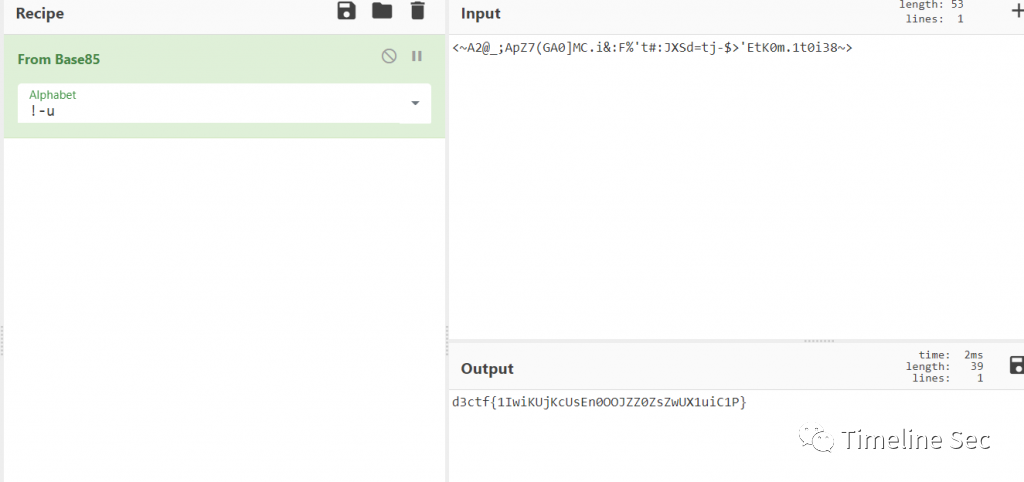 Recipe
From Base85
Alphabet
!-u
Input
length: 53
lines: 1
<~A2@_;ApZ7(GA0]MC.i&:F%'t#:JXSd=tj-$>'EtK0m.1t0i38~>
Output
time: 2ms
length: 39
lines: 1
d3ctf{1IwiKUjKcUsEn0OOJZZ0ZsZwUX1uiC1P}
Timeline Sec